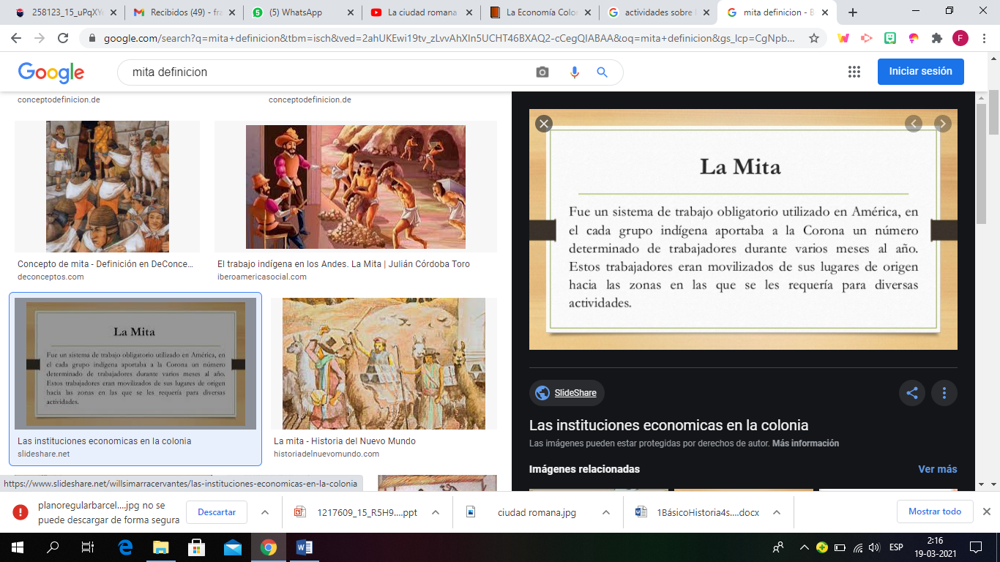 258123_15_uPqXY
Recibidos (49) - fra
(5) WhatsApp
La ciudad romana
La Economía Color
actividades sobre
mita definicion - B
google.com/search?q=mita+definicion&tbm=isch&ved=2ahUKEwi19tv_zLvvAhXIn5UCHT46BXAQ2-cCegQIABAA&oq=mita+definicion&gs_lcp=CgNpb...
F
Google
mita definicion
Iniciar sesión
conceptodefinicion.de
conceptodefinicion.de
Concepto de mita - Definición en DeConce...
deconceptos.com
El trabajo indígena en los Andes. La Mita | Julián Córdoba Toro
iberoamericasocial.com
La Mita
Fue un sistema de trabajo obligatorio utilizado en América, en
el cada grupo indígena aportaba a la Corona un número
determinado de trabajadores durante varios meses al año.
Estos trabajadores eran movilizados de sus lugares de origen
hacia las zonas en las que se les requería para diversas
actividades.
Las instituciones economicas en la colonia
slideshare.net
La mita - Historia del Nuevo Mundo
historiadelnuevomundo.com
La Mita
Fue un sistema de trabajo obligatorio utilizado en América, en
el cada grupo indígena aportaba a la Corona un número
determinado de trabajadores durante varios meses al año.
Estos trabajadores eran movilizados de sus lugares de origen
hacia las zonas en las que se les requería para diversas
actividades.
SlideShare
Las instituciones economicas en la colonia
Las imágenes pueden estar protegidas por derechos de autor. Más información
Imágenes relacionadas
Ver más
https://www.slideshare.net/willsimarracervantes/las-instituciones-economicas-en-la-colonia
planoregularbarcel....jpg no se
puede descargar de forma segura
Descartar
1217609_15_R5H9....ppt
ciudad romana.jpg
1BásicoHistoria4s....docx
Mostrar todo
ESP
2:16
19-03-2021